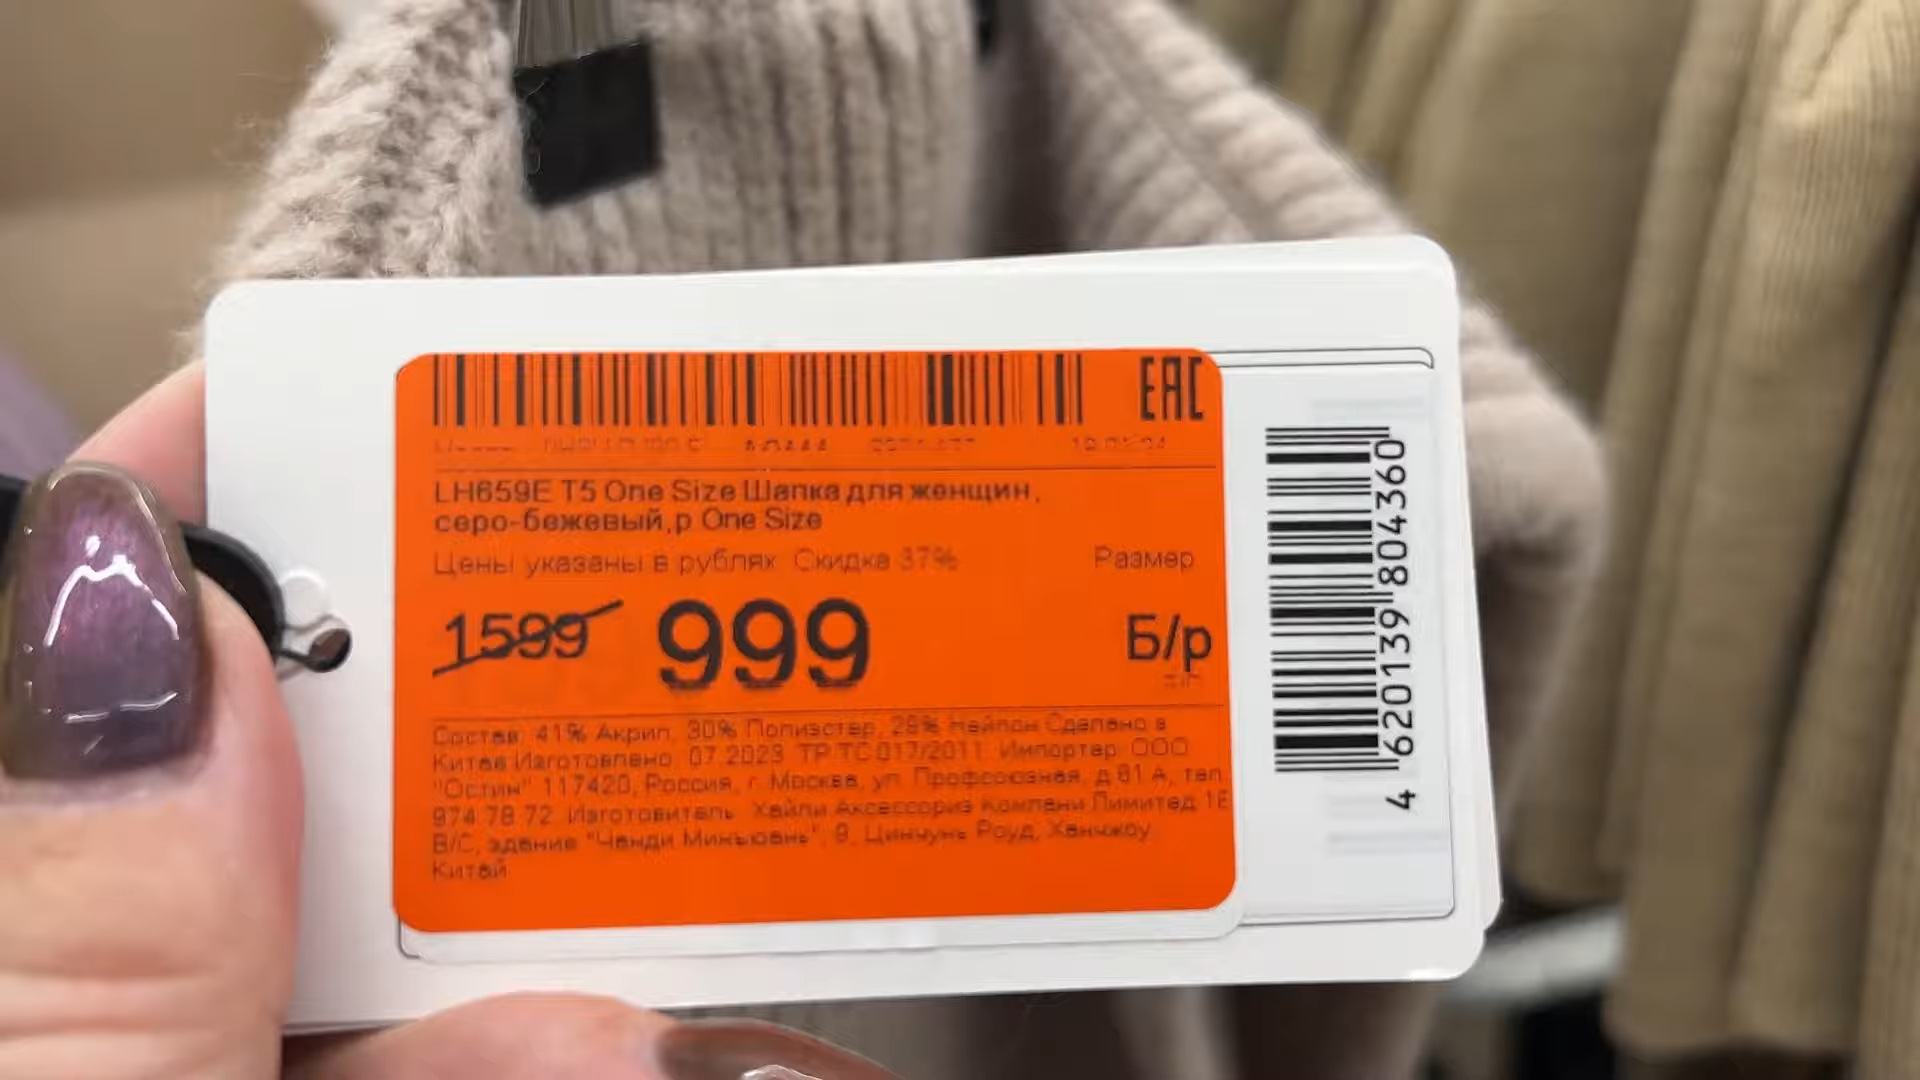 EAC
LH659E T5 One Size Шапка для женщин,
серо-бежевый,р One Size
Цены указаны в рублях Скидка 37% Размер
1599 999 Б/р
Состав: 41% Акрил, 30% Полиэстер, 29% Нейлон Сделано в
Китае Изготовлено 07.2023 ТР ТС 017/2011 Импортер ООО
"Остин" 117420, Россия, г. Москва, ул. Профсоюзная, д 61 А, тел.
974 78 72 Изготовитель Хайли Аксессориз Компани Лимитед 1E
B/C, здание "Чанди Минъюань", 9, Цинчунь Роуд, Ханчжоу
Китай
4 620139 804360